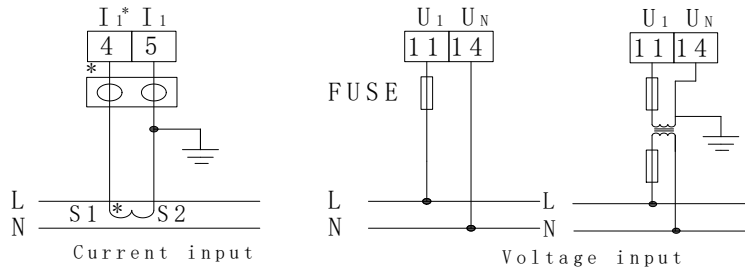 I1* I1
4 5
*
S1 * S2
L
N
Current input
U1 UN
11 14
FUSE
U1 UN
11 14
L
N
Voltage input